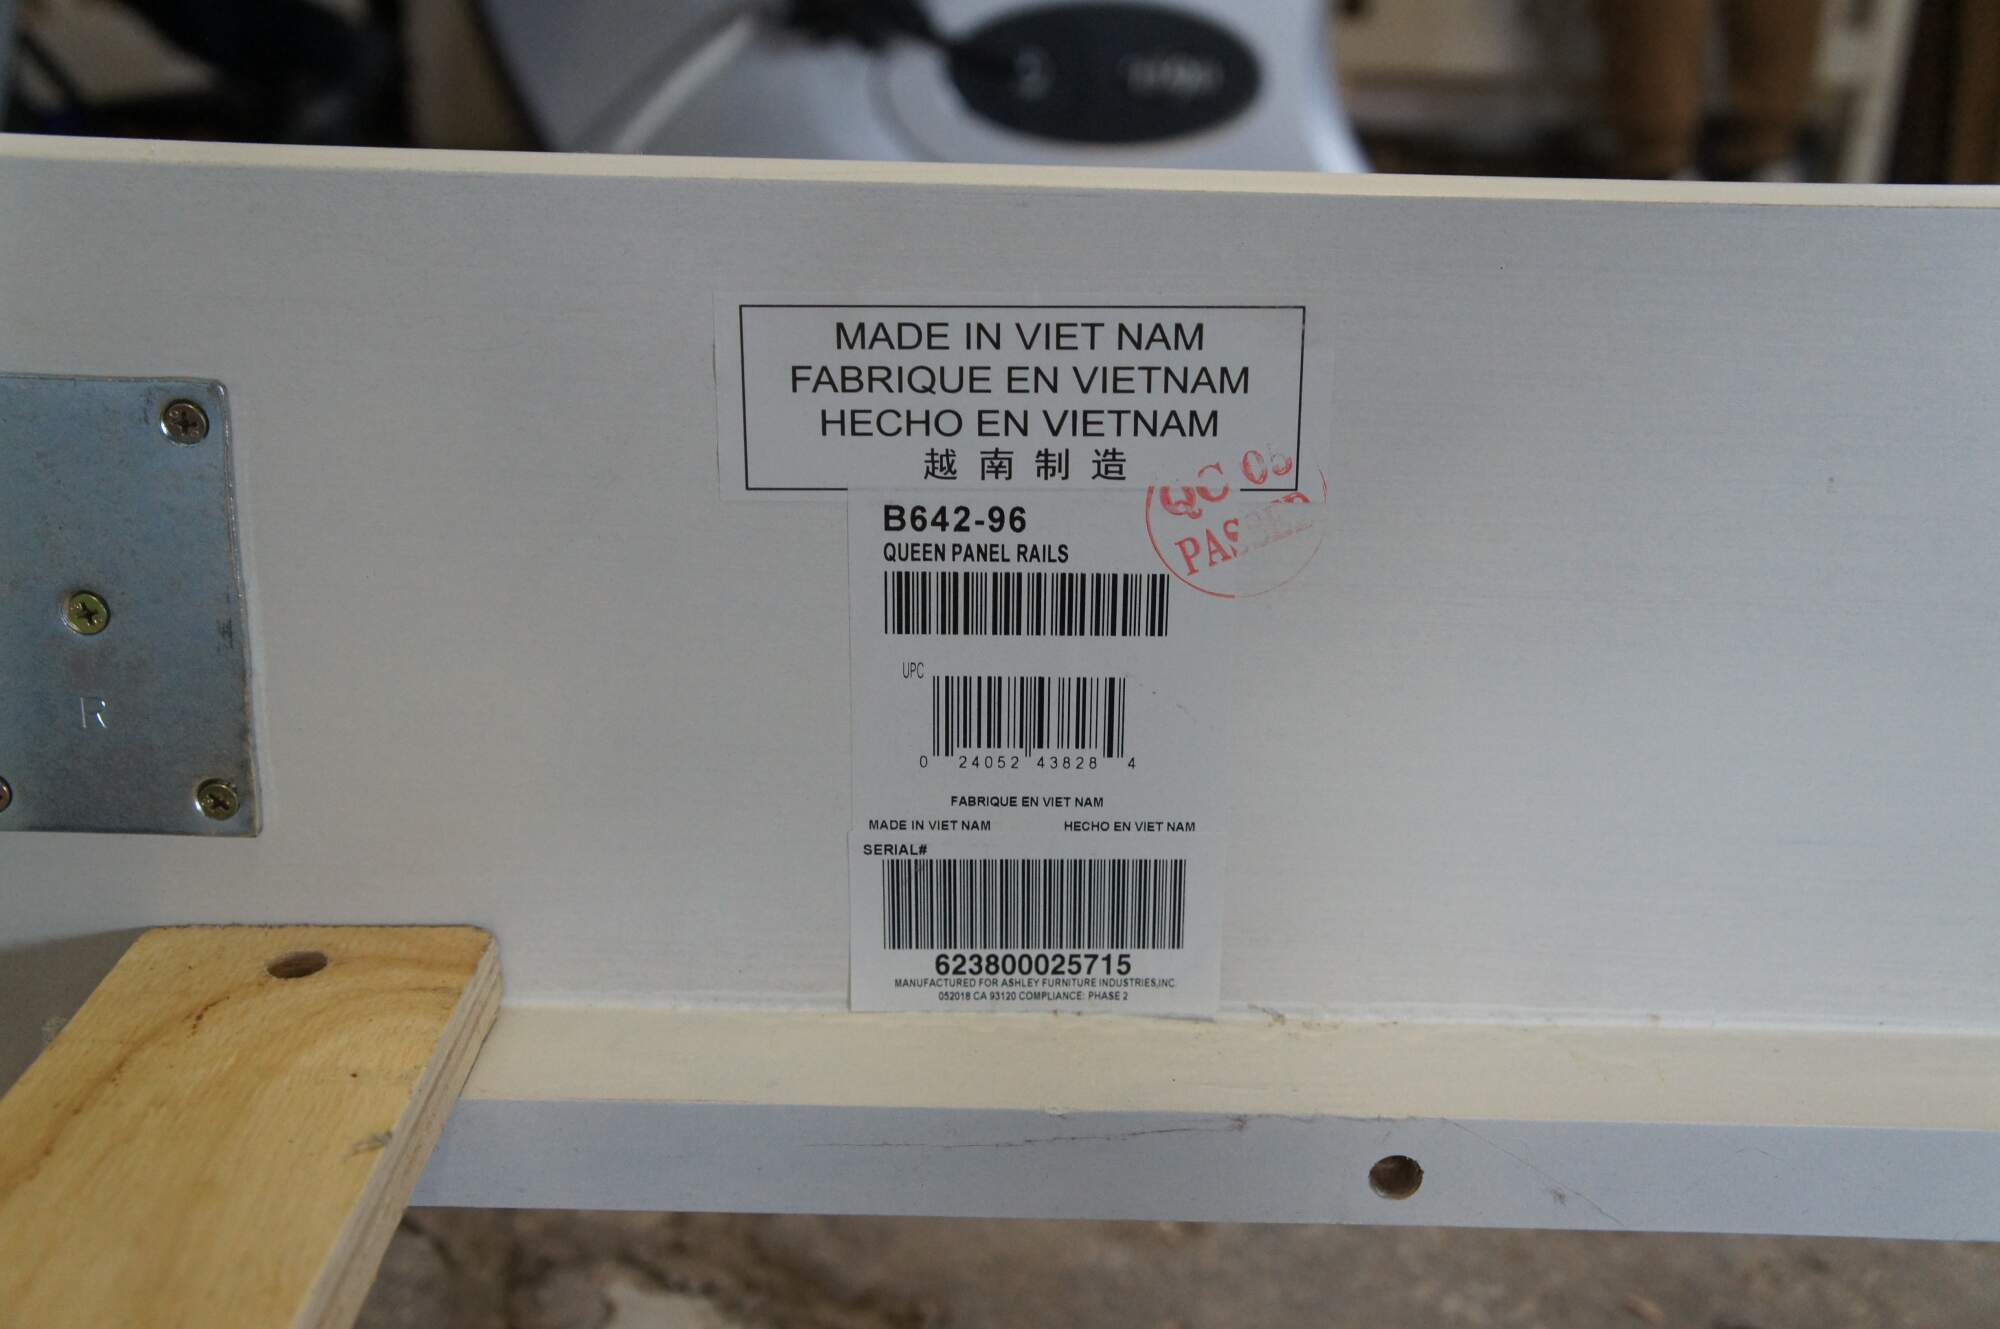 MADE IN VIET NAM
FABRIQUE EN VIETNAM
HECHO EN VIETNAM
越南制造
QC 05
PASSED
B642-96
QUEEN PANEL RAILS
UPC
0 24052 43828 4
FABRIQUE EN VIET NAM
MADE IN VIET NAM HECHO EN VIET NAM
SERIAL#
623800025715
MANUFACTURED FOR ASHLEY FURNITURE INDUSTRIES,INC
052018 CA 93120 COMPLIANCE: PHASE 2
R